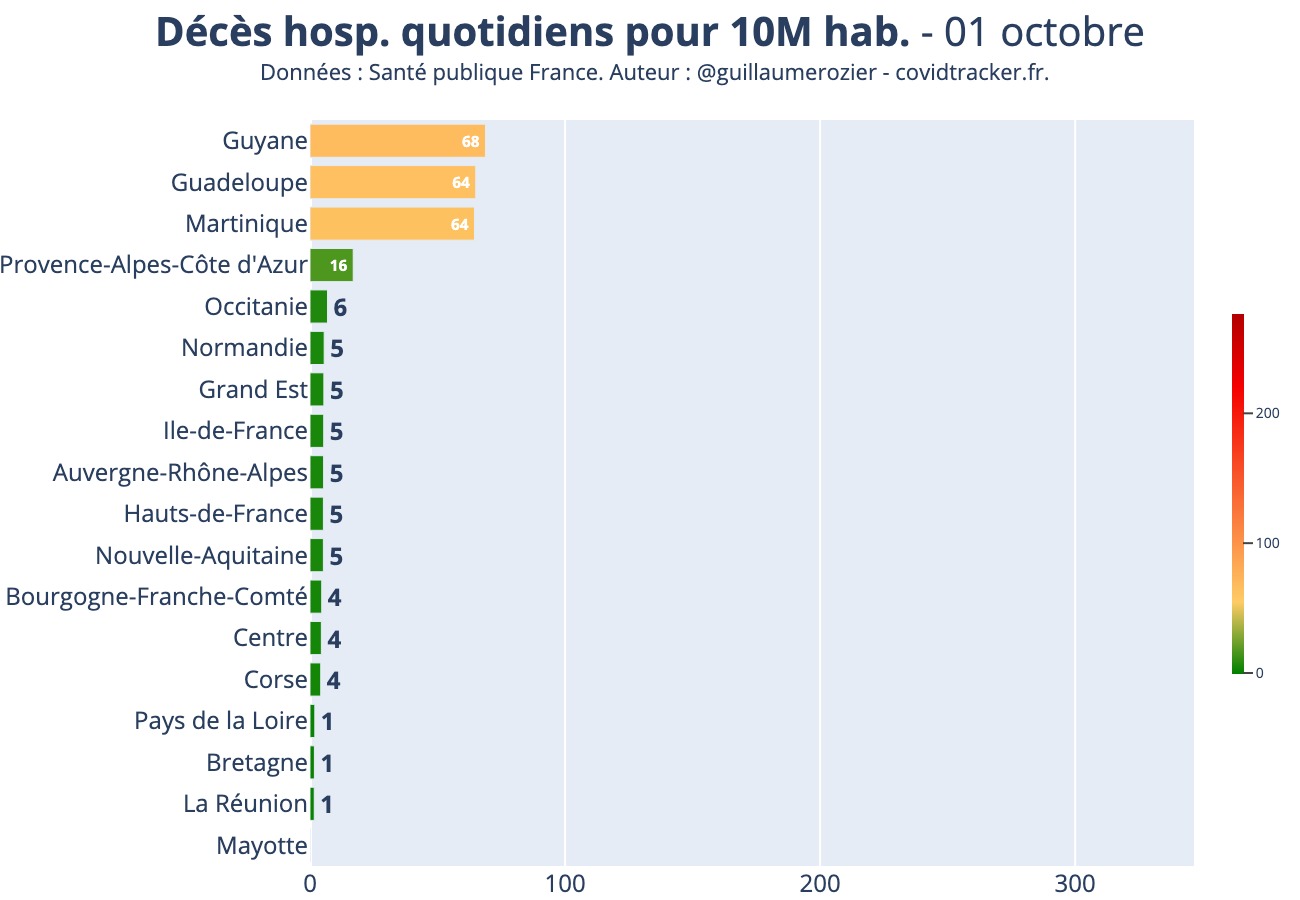 Décès hosp. quotidiens pour 10M hab. - 01 octobre
Données : Santé publique France. Auteur : @guillaumerozier - covidtracker.fr.
Guyane 68
Guadeloupe 64
Martinique 64
Provence-Alpes-Côte d'Azur 16
Occitanie 6
Normandie 5
Grand Est 5
Ile-de-France 5
Auvergne-Rhône-Alpes 5
Hauts-de-France 5
Nouvelle-Aquitaine 5
Bourgogne-Franche-Comté 4
Centre 4
Corse 4
Pays de la Loire 1
Bretagne 1
La Réunion 1
Mayotte
0 100 200 300
200
100
0